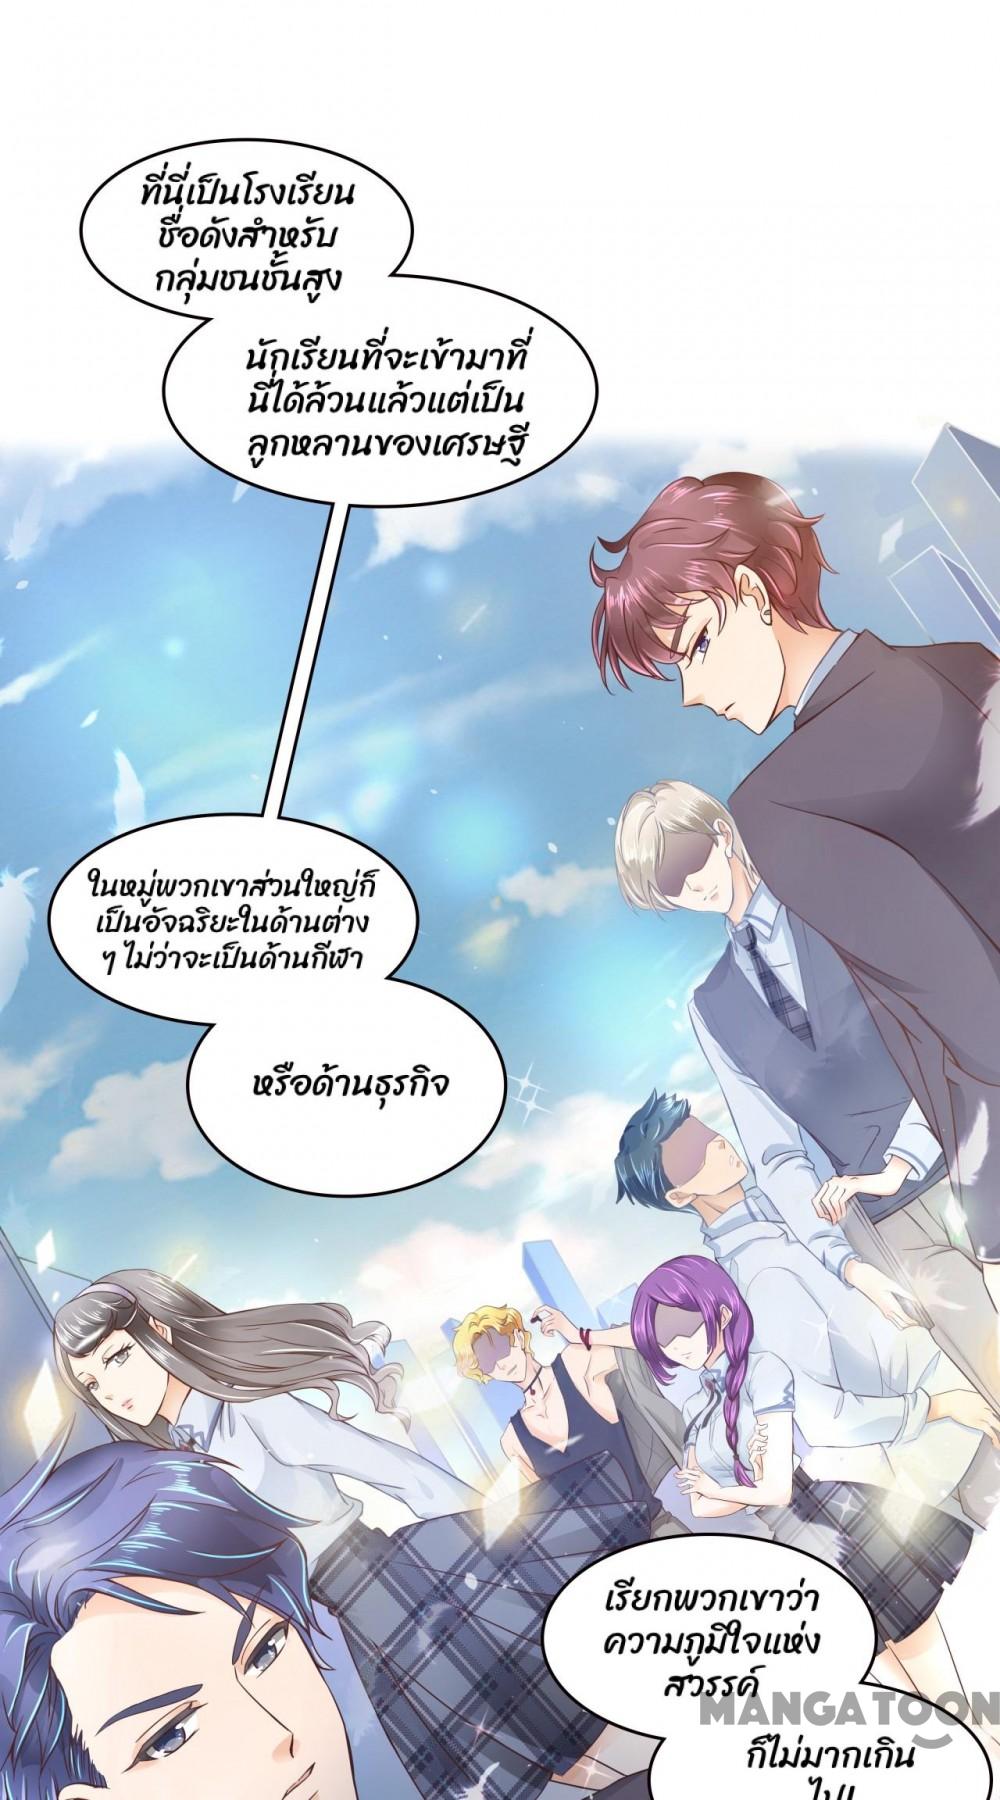 ที่นี่เป็นโรงเรียน
ชื่อดังสำหรับ
กลุ่มชนชั้นสูง
นักเรียนที่จะเข้ามาที่
นี่ได้ล้วนแล้วแต่เป็น
ลูกหลานของเศรษฐี
ในหมู่พวกเขาส่วนใหญ่ก็
เป็นอัจฉริยะในด้านต่าง
ๆ ไม่ว่าจะเป็นด้านกีฬา
หรือด้านธุรกิจ
เรียกพวกเขาว่า
ความภูมิใจแห่ง
สวรรค์
MANGATOON
ก็ไม่มากเกิน
ไป!